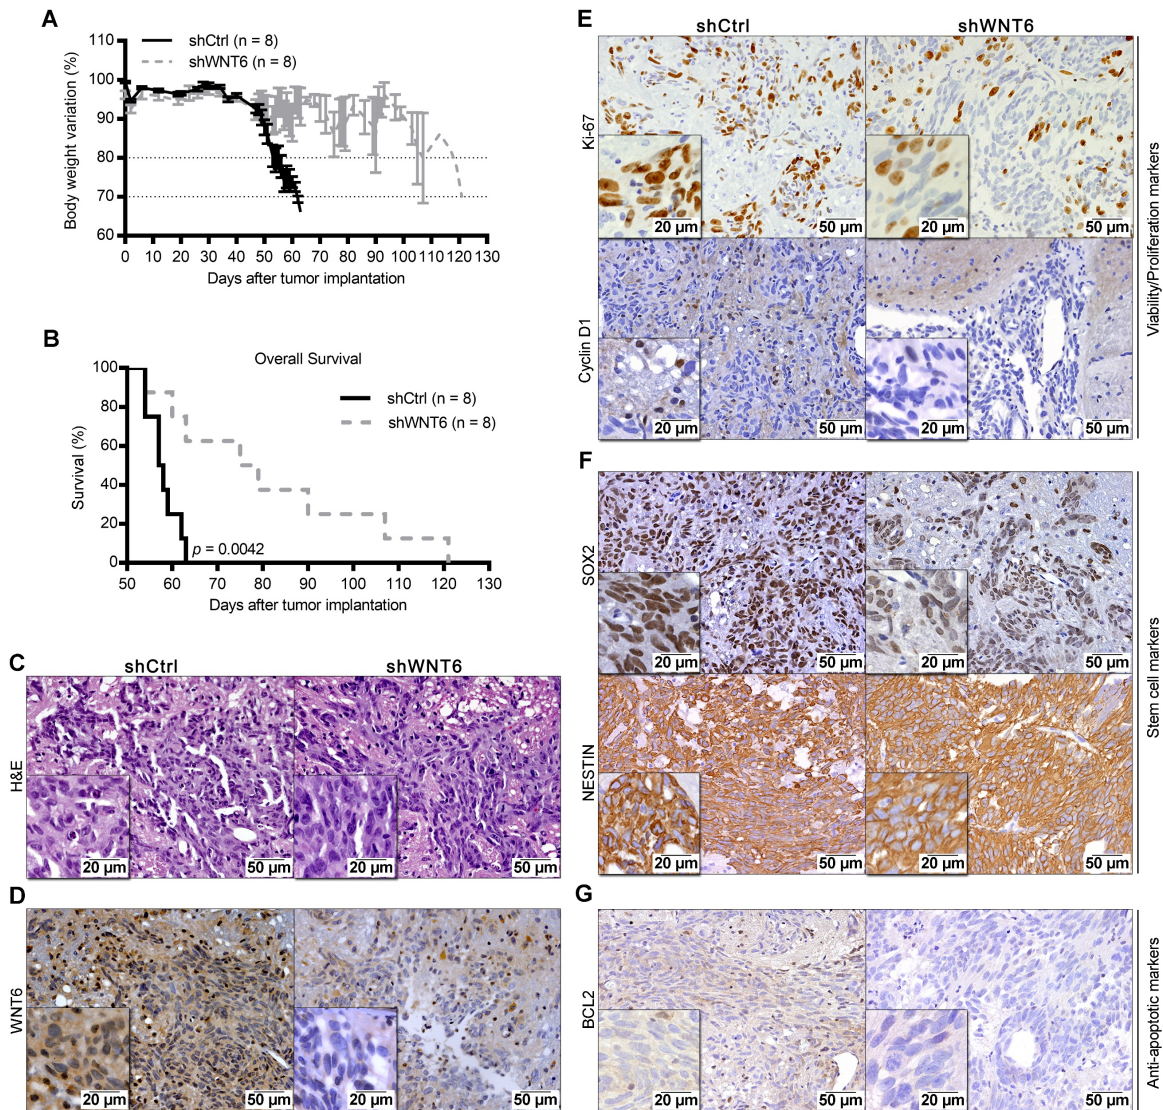 A
Body weight variation (%)
110
100
90
80
70
60
shCtrl (n = 8)
shWNT6 (n = 8)
0 10 20 30 40 50 60 70 80 90 100 110 120 130
Days after tumor implantation
B
Overall Survival
Survival (%)
100
80
60
40
20
0
shCtrl (n = 8)
shWNT6 (n = 8)
p = 0.0042
50 60 70 80 90 100 110 120 130
Days after tumor implantation
C
shCtrl shWNT6
H&E
20 µm 50 µm 20 µm 50 µm
D
WNT6
20 µm 50 µm 20 µm 50 µm
E
shCtrl shWNT6
Ki-67
20 µm 50 µm 20 µm 50 µm
Cyclin D1
20 µm 50 µm 20 µm 50 µm
Viability/Proliferation markers
F
SOX2
20 µm 50 µm 20 µm 50 µm
NESTIN
20 µm 50 µm 20 µm 50 µm
Stem cell markers
G
BCL2
20 µm 50 µm 20 µm 50 µm
Anti-apoptotic markers